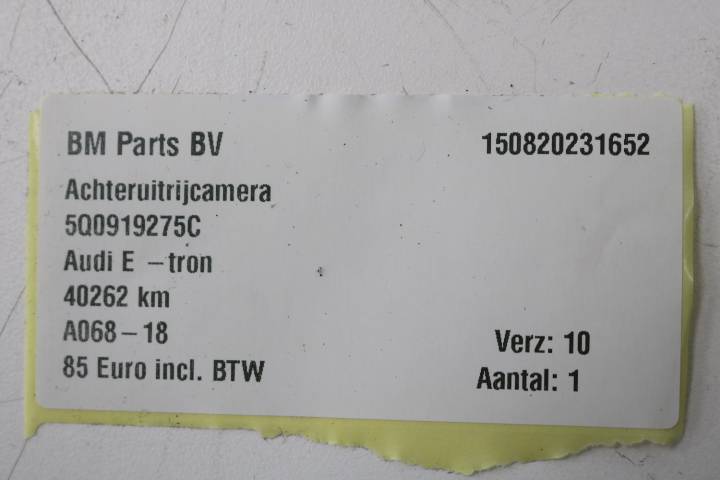 BM Parts BV 150820231652
Achteruitrijcamera
5Q0919275C
Audi E -tron
40262 km
A068-18
Verz: 10
85 Euro incl. BTW
Aantal: 1